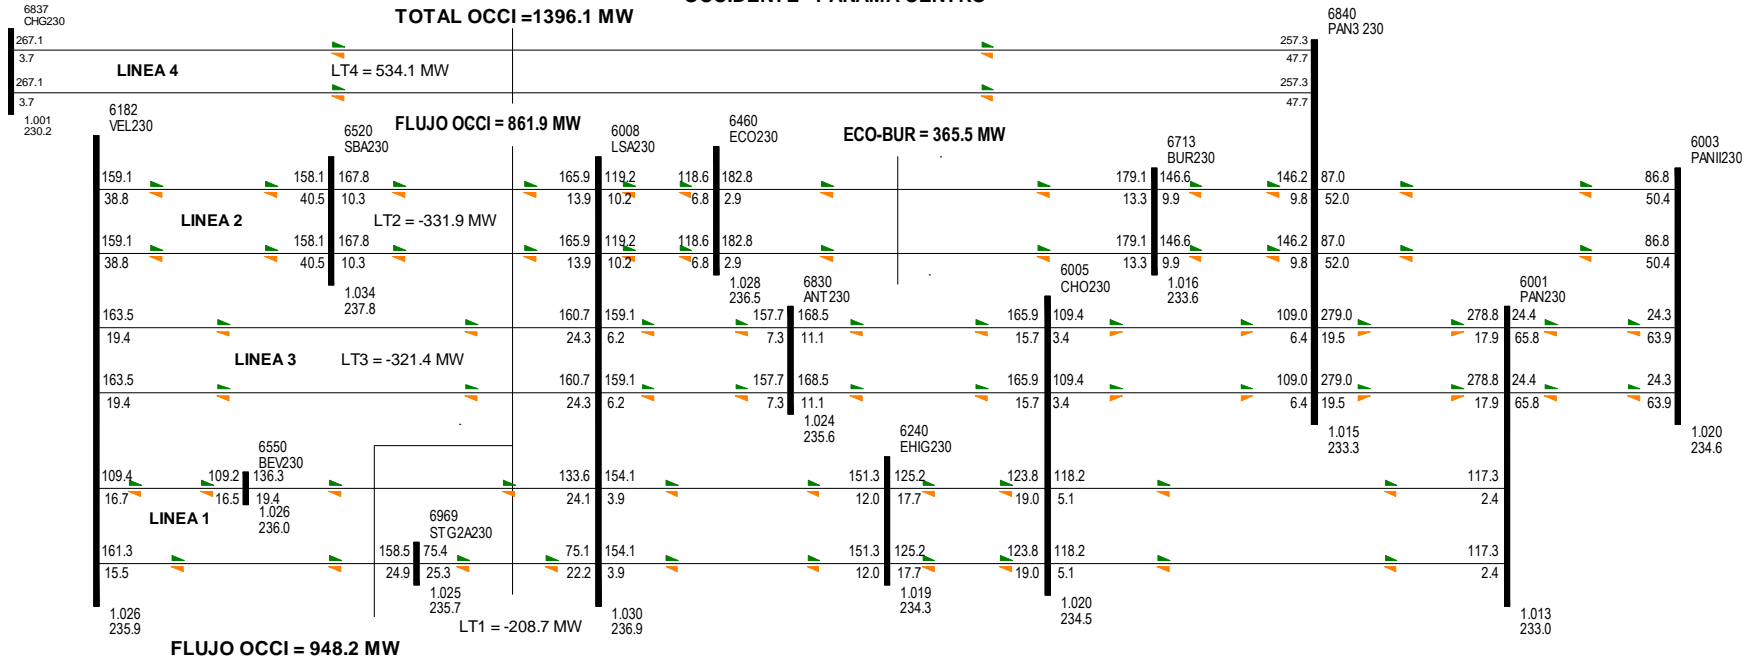 OCCIDENTE - PANAMA CENTRO
TOTAL OCCI =1396.1 MW
6837
CHG230
6840
PAN3 230
267.1
257.3
3.7
47.7
LINEA 4
LT4 = 534.1 MW
267.1
257.3
3.7
47.7
1.001
230.2
6182
VEL230
FLUJO OCCI = 861.9 MW
6520
SBA230
6008
LSA230
6460
ECO230
ECO-BUR = 365.5 MW
6713
BUR230
6003
PANII230
159.1 158.1 167.8 165.9 119.2 118.6 182.8 179.1 146.6 146.2 87.0 86.8
38.8 40.5 10.3 13.9 10.2 6.8 2.9 13.3 9.9 9.8 52.0 50.4
LINEA 2
LT2 = -331.9 MW
159.1 158.1 167.8 165.9 119.2 118.6 182.8 179.1 146.6 146.2 87.0 86.8
38.8 40.5 10.3 13.9 10.2 6.8 2.9 13.3 9.9 9.8 52.0 50.4
1.034
237.8
1.028
236.5
1.016
233.6
6830
ANT230
6005
CHO230
6001
PAN230
163.5 160.7 159.1 157.7 168.5 165.9 109.4 109.0 279.0 278.8 24.4 24.3
19.4 24.3 6.2 7.3 11.1 15.7 3.4 6.4 19.5 17.9 65.8 63.9
LINEA 3
LT3 = -321.4 MW
163.5 160.7 159.1 157.7 168.5 165.9 109.4 109.0 279.0 278.8 24.4 24.3
19.4 24.3 6.2 7.3 11.1 15.7 3.4 6.4 19.5 17.9 65.8 63.9
1.024
235.6
1.015
233.3
1.020
234.6
6550
BEV230
6240
EHIG230
109.4 109.2 136.3 133.6 154.1 151.3 125.2 123.8 118.2 117.3
16.7 16.5 19.4 24.1 3.9 12.0 17.7 19.0 5.1 2.4
1.026
236.0
LINEA 1
6969
STG2A230
161.3 158.5 75.4 75.1 154.1 151.3 125.2 123.8 118.2 117.3
15.5 24.9 25.3 22.2 3.9 12.0 17.7 19.0 5.1 2.4
1.025
235.7
1.019
234.3
1.020
234.5
1.026
235.9
1.030
236.9
1.013
233.0
LT1 = -208.7 MW
FLUJO OCCI = 948.2 MW